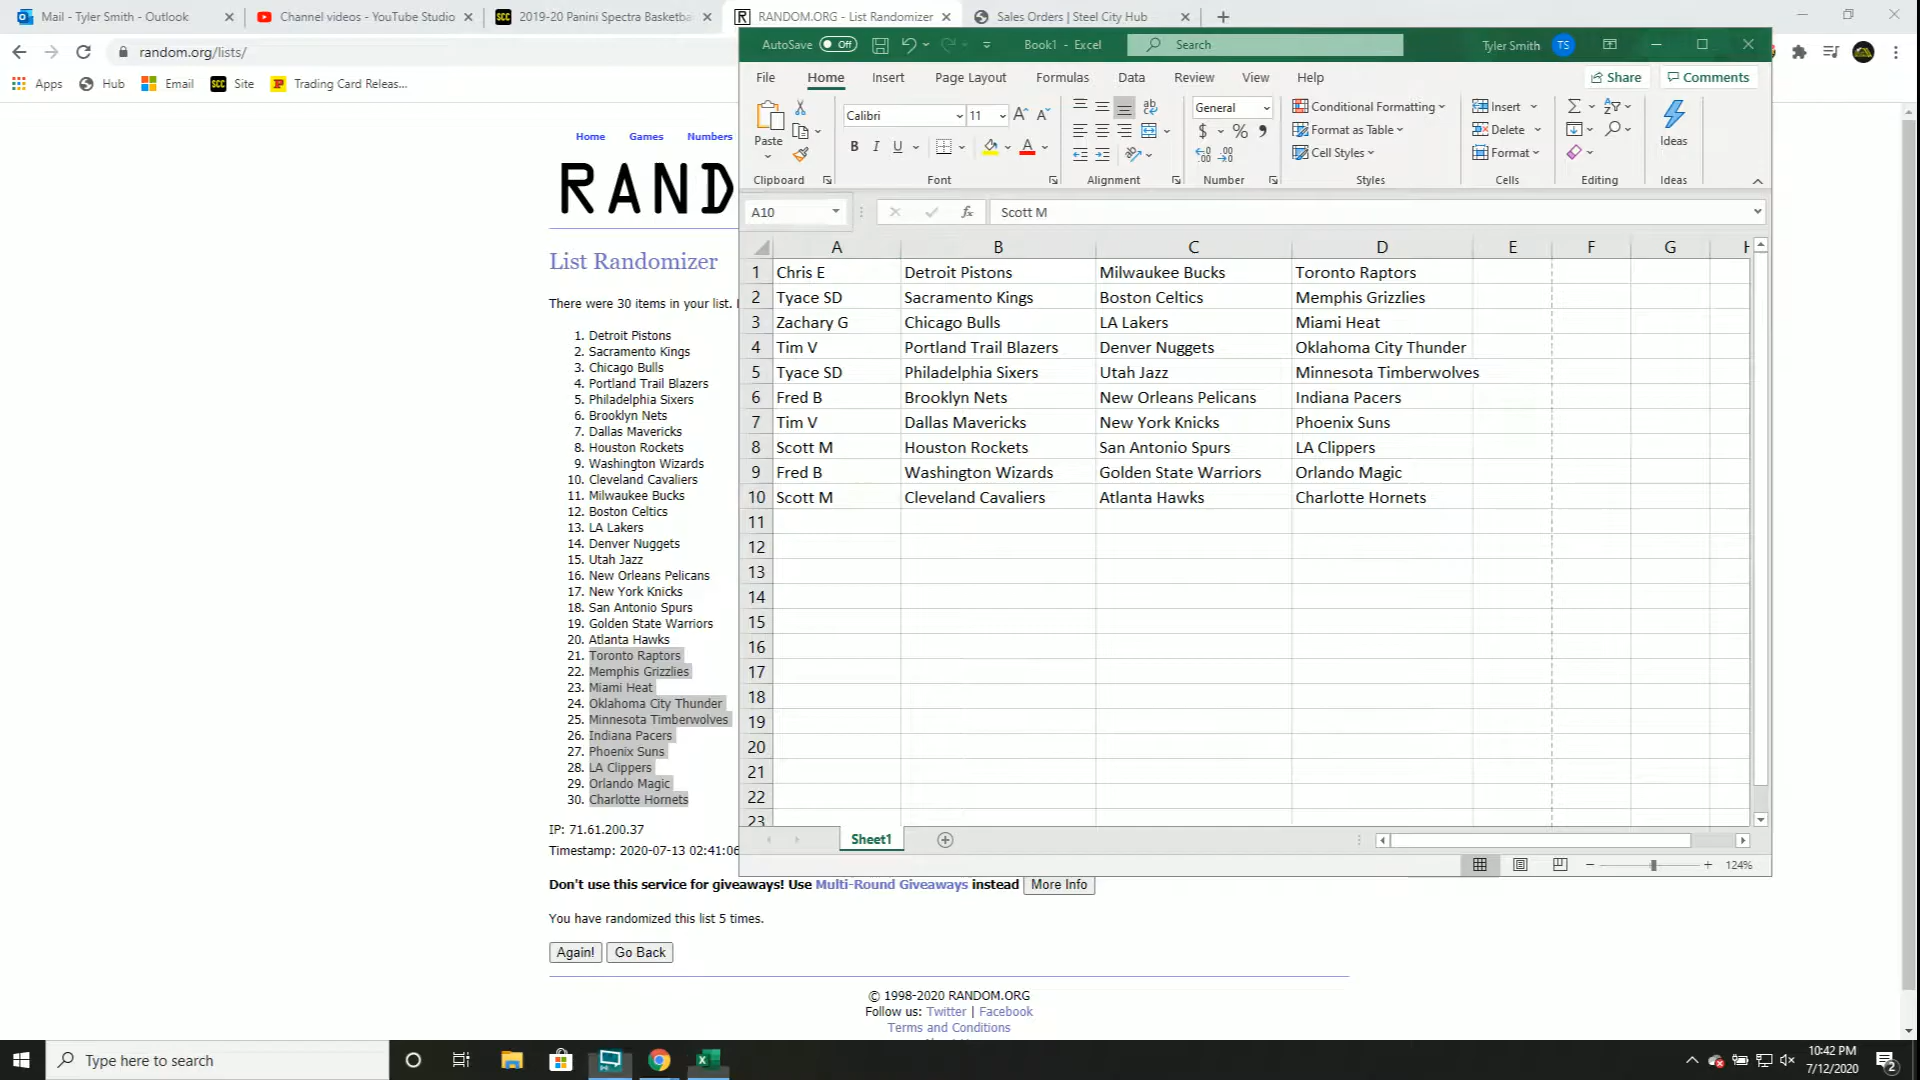 Mail - Tyler Smith - Outlook
Channel videos - YouTube Studio
2019-20 Panini Spectra Basketba
RANDOM.ORG - List Randomizer
Sales Orders | Steel City Hub
random.org/lists/
Apps Hub Email Site Trading Card Releas...
AutoSave Off Book1 - Excel Search Tyler Smith TS
File Home Insert Page Layout Formulas Data Review View Help Share Comments
Paste Calibri 11 General Conditional Formatting Format as Table Cell Styles Insert Delete Format Ideas
Clipboard Font Alignment Number Styles Cells Editing Ideas
A10 fx Scott M
A B C D E F G
1 Chris E Detroit Pistons Milwaukee Bucks Toronto Raptors
2 Tyace SD Sacramento Kings Boston Celtics Memphis Grizzlies
3 Zachary G Chicago Bulls LA Lakers Miami Heat
4 Tim V Portland Trail Blazers Denver Nuggets Oklahoma City Thunder
5 Tyace SD Philadelphia Sixers Utah Jazz Minnesota Timberwolves
6 Fred B Brooklyn Nets New Orleans Pelicans Indiana Pacers
7 Tim V Dallas Mavericks New York Knicks Phoenix Suns
8 Scott M Houston Rockets San Antonio Spurs LA Clippers
9 Fred B Washington Wizards Golden State Warriors Orlando Magic
10 Scott M Cleveland Cavaliers Atlanta Hawks Charlotte Hornets
11
12
13
14
15
16
17
18
19
20
21
22
23
Sheet1
124%
Home Games Numbers
RAND
List Randomizer
There were 30 items in your list.
1. Detroit Pistons
2. Sacramento Kings
3. Chicago Bulls
4. Portland Trail Blazers
5. Philadelphia Sixers
6. Brooklyn Nets
7. Dallas Mavericks
8. Houston Rockets
9. Washington Wizards
10. Cleveland Cavaliers
11. Milwaukee Bucks
12. Boston Celtics
13. LA Lakers
14. Denver Nuggets
15. Utah Jazz
16. New Orleans Pelicans
17. New York Knicks
18. San Antonio Spurs
19. Golden State Warriors
20. Atlanta Hawks
21. Toronto Raptors
22. Memphis Grizzlies
23. Miami Heat
24. Oklahoma City Thunder
25. Minnesota Timberwolves
26. Indiana Pacers
27. Phoenix Suns
28. LA Clippers
29. Orlando Magic
30. Charlotte Hornets
IP: 71.61.200.37
Timestamp: 2020-07-13 02:41:06
Don't use this service for giveaways! Use Multi-Round Giveaways instead More Info
You have randomized this list 5 times.
Again! Go Back
© 1998-2020 RANDOM.ORG
Follow us: Twitter | Facebook
Terms and Conditions
Type here to search
10:42 PM
7/12/2020
2